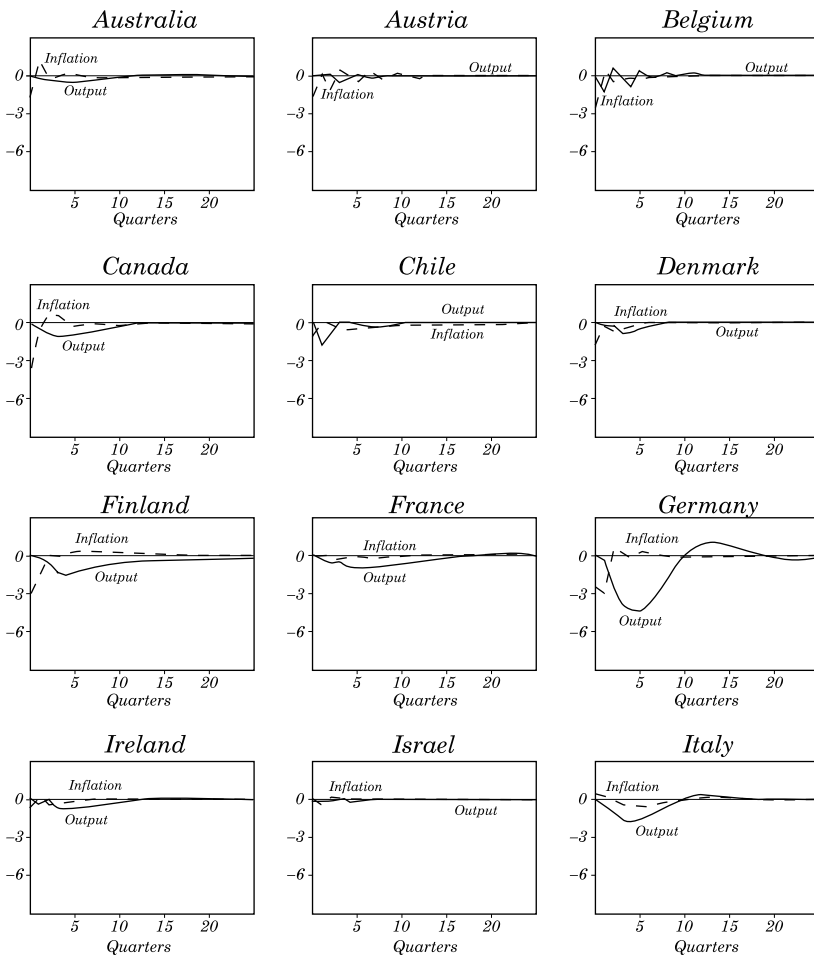 Australia Austria Belgium
Inflation
0 0 Output 0
Output Inflation Output Inflation
−3 −3 −3
−6 −6 −6
5 10 15 20 5 10 15 20 5 10 15 20
Quarters Quarters Quarters
Canada Chile Denmark
Inflation Output Inflation
0 0 0
Output Inflation Output
−3 −3 −3
−6 −6 −6
5 10 15 20 5 10 15 20 5 10 15 20
Quarters Quarters Quarters
Finland France Germany
Inflation Inflation Inflation
0 0 0
Output Output
−3 −3 −3
Output
−6 −6 −6
5 10 15 20 5 10 15 20 5 10 15 20
Quarters Quarters Quarters
Ireland Israel Italy
Inflation Inflation Inflation
0 0 0
Output Output Output
−3 −3 −3
−6 −6 −6
5 10 15 20 5 10 15 20 5 10 15 20
Quarters Quarters Quarters